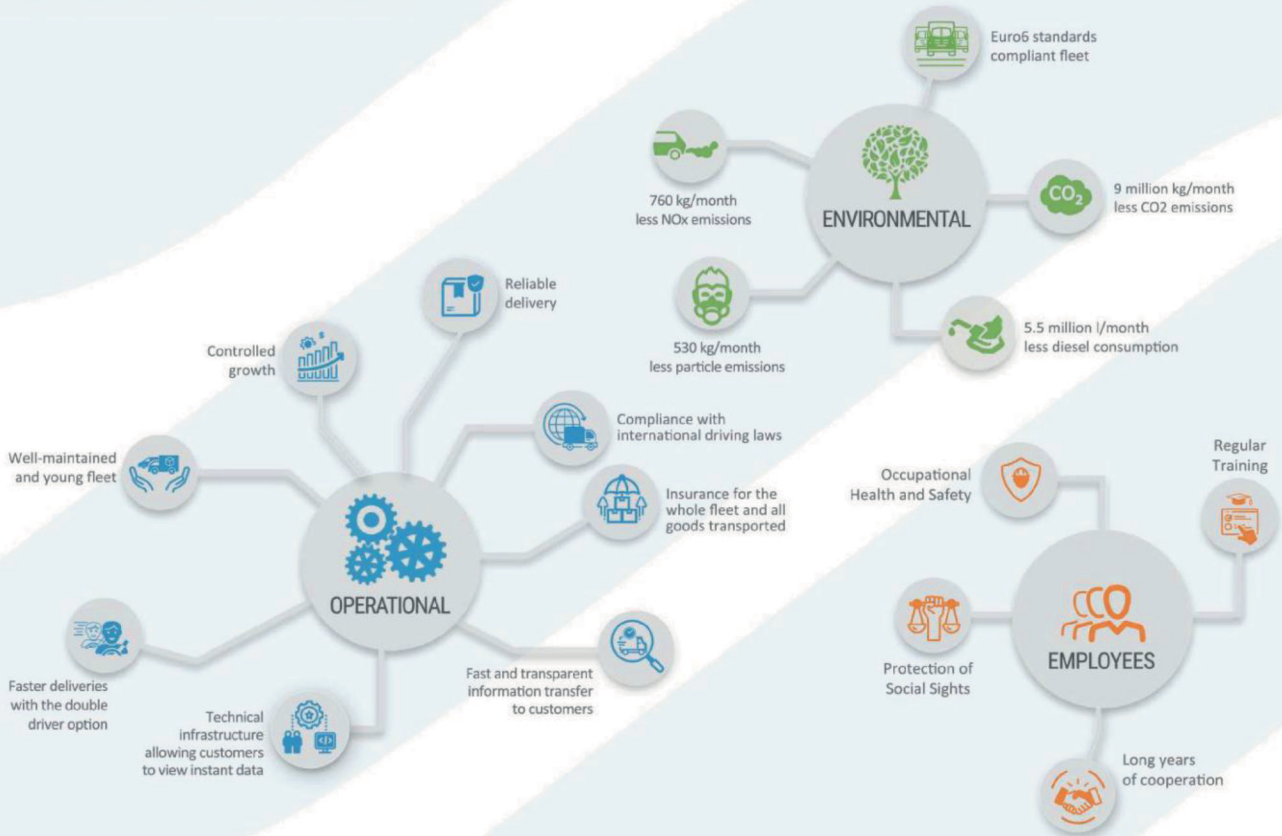 Euro6 standards
compliant fleet
760 kg/month
less NOx emissions
ENVIRONMENTAL
CO2
9 million kg/month
less CO2 emissions
530 kg/month
less particle emissions
5.5 million l/month
less diesel consumption
Reliable
delivery
Controlled
growth
Compliance with
international driving laws
Well-maintained
and young fleet
Insurance for the
whole fleet and all
goods transported
OPERATIONAL
Faster deliveries
with the double
driver option
Technical
infrastructure
allowing customers
to view instant data
Fast and transparent
information transfer
to customers
Occupational
Health and Safety
Regular
Training
EMPLOYEES
Protection of
Social Sights
Long years
of cooperation